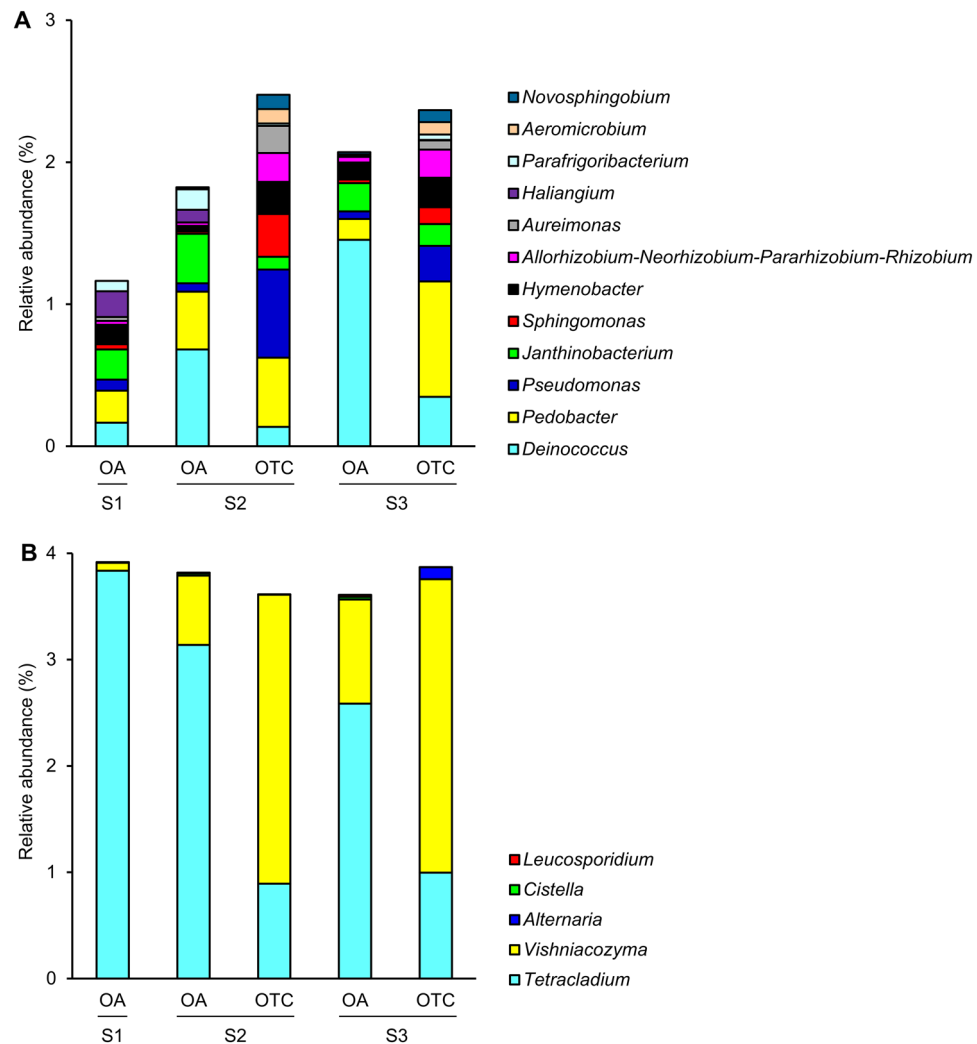 A
3
2
1
0
Relative abundance (%)
OA
OA
OTC
OA
OTC
S1
S2
S3
Novosphingobium
Aeromicrobium
Parafrigoribacterium
Haliangium
Aureimonas
Allorhizobium-Neorhizobium-Pararhizobium-Rhizobium
Hymenobacter
Sphingomonas
Janthinobacterium
Pseudomonas
Pedobacter
Deinococcus
B
4
3
2
1
0
Relative abundance (%)
OA
OA
OTC
OA
OTC
S1
S2
S3
Leucosporidium
Cistella
Alternaria
Vishniacozyma
Tetracladium